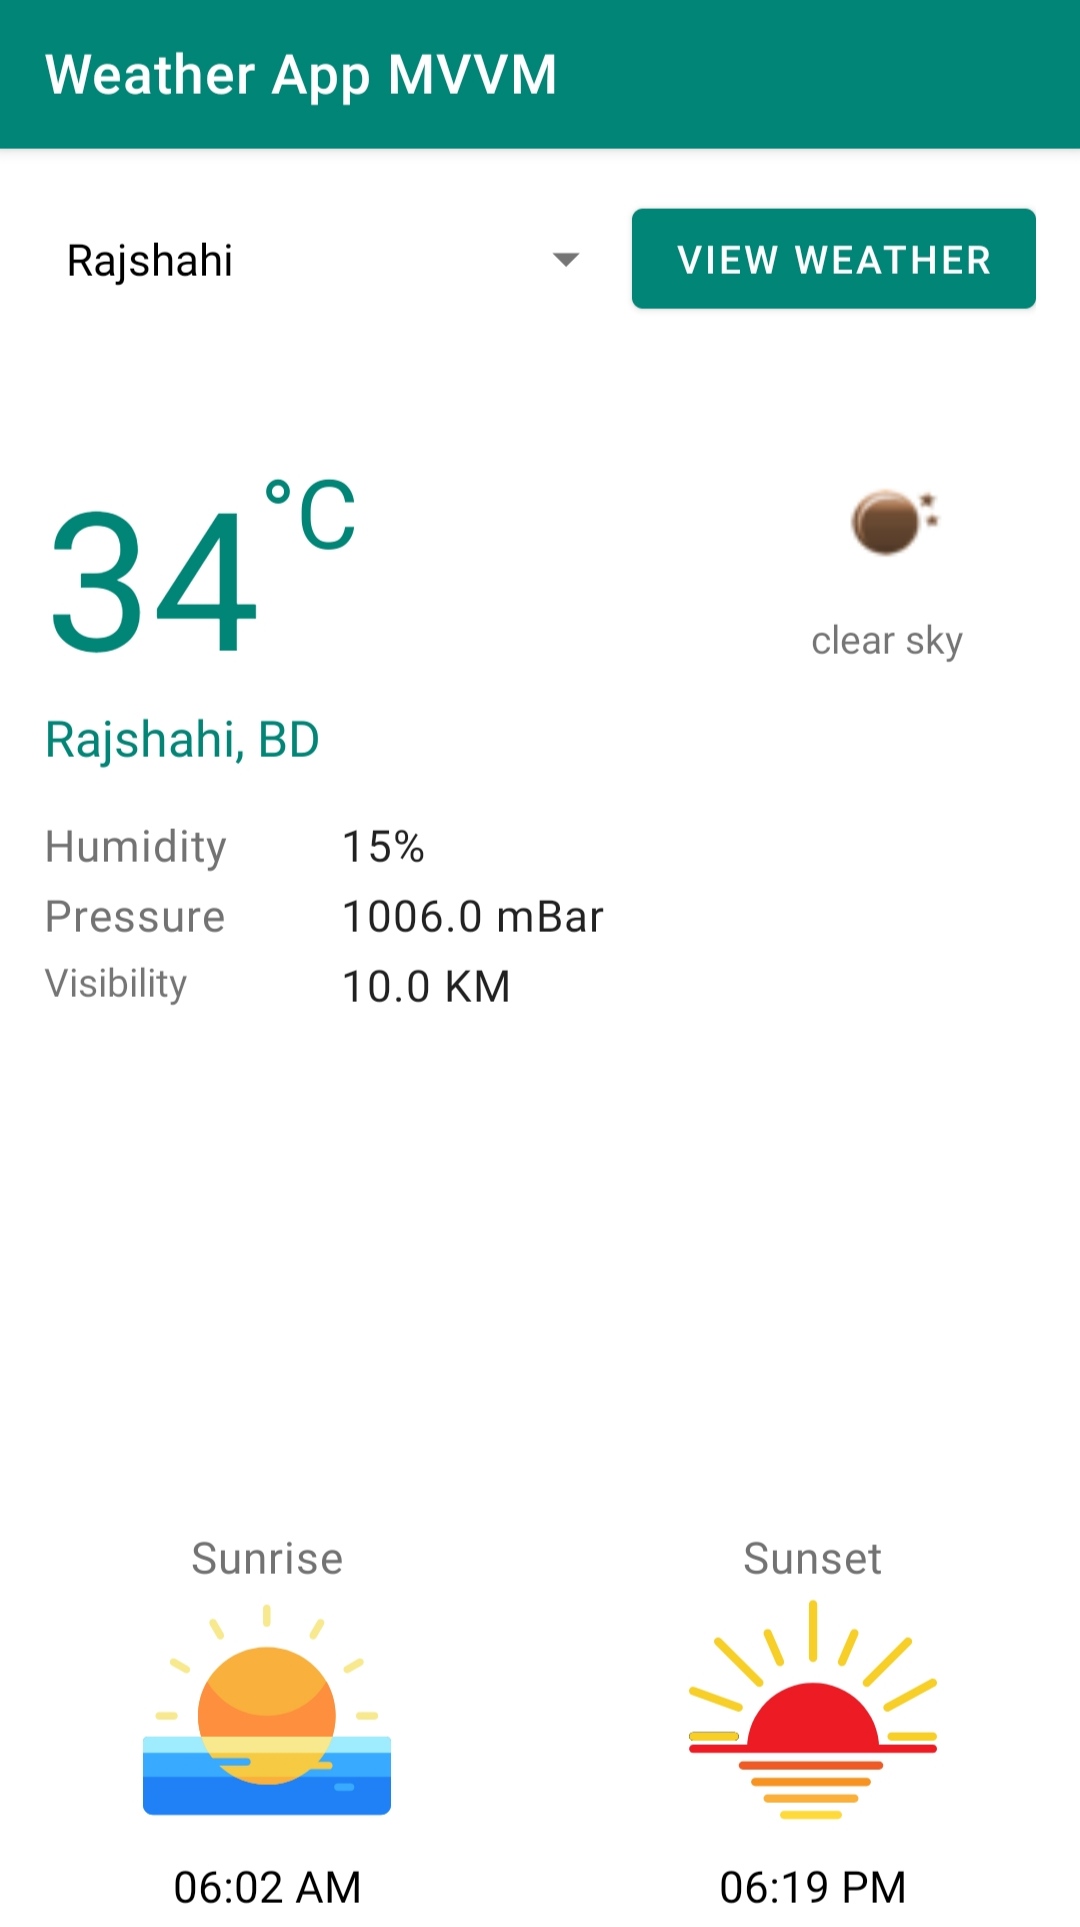 Weather App MVVM
Rajshahi
VIEW WEATHER
34°C
clear sky
Rajshahi, BD
Humidity 15%
Pressure 1006.0 mBar
Visibility 10.0 KM
Sunrise Sunset
06:02 AM 06:19 PM